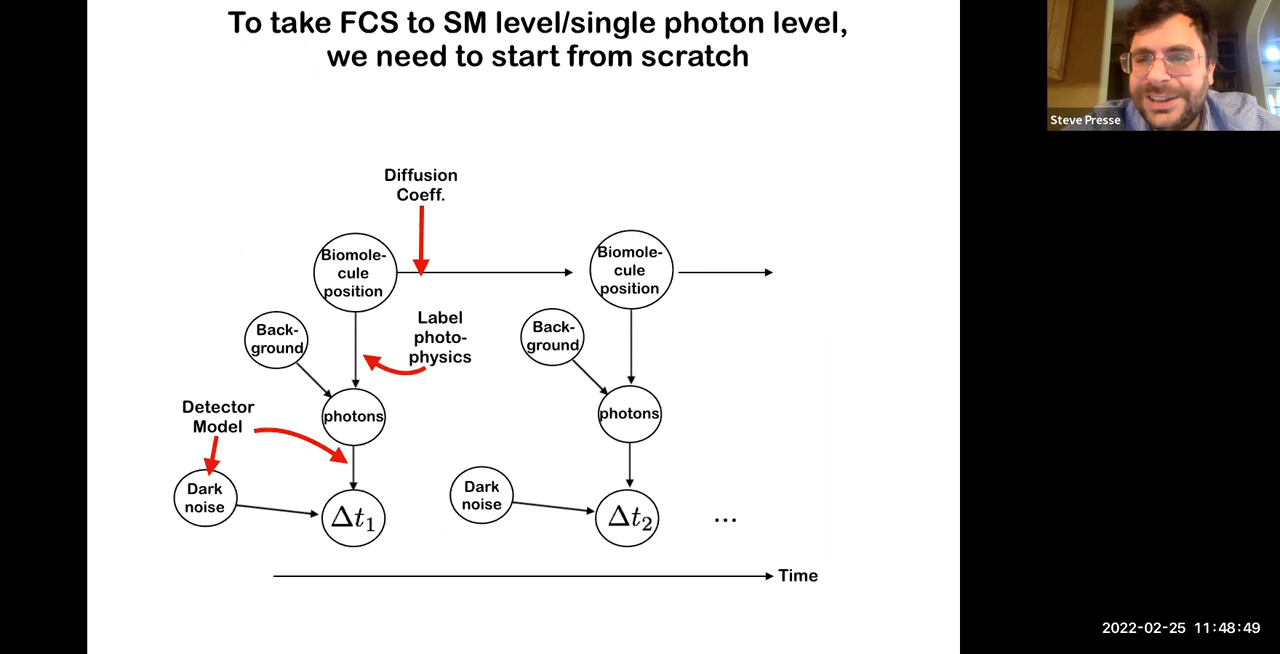 To take FCS to SM level/single photon level,
we need to start from scratch
Steve Presse
Diffusion
Coeff.
Biomole-
cule
position
Biomole-
cule
position
Label
photo-
physics
Back-
ground
Back-
ground
photons
photons
Detector
Model
Dark
noise
Dark
noise
Δt₁
Δt₂
...
Time
2022-02-25 11:48:49